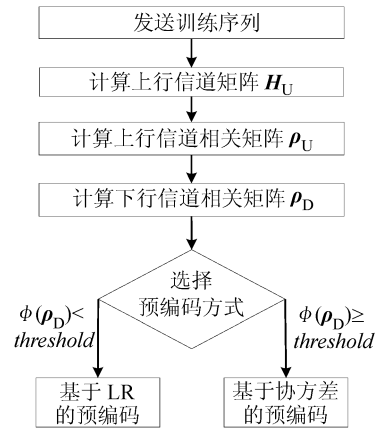 发送训练序列
计算上行信道矩阵 H_U
计算上行信道相关矩阵 ρ_U
计算下行信道相关矩阵 ρ_D
选择
预编码方式
Φ(ρ_D)<
threshold
Φ(ρ_D)≥
threshold
基于 LR
的预编码
基于协方差
的预编码